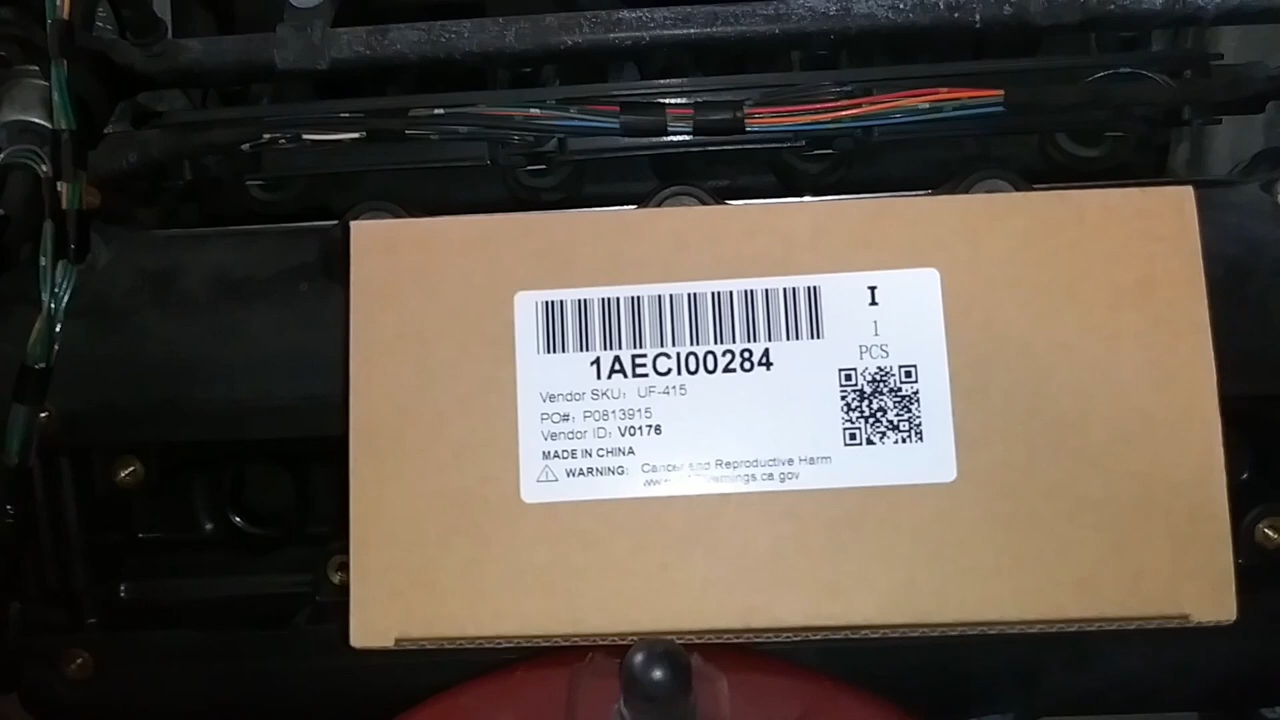 1AECI00284
I
1
PCS
Vendor SKU: UF-415
PO#: P0813915
Vendor ID: V0176
MADE IN CHINA
WARNING: Cancer and Reproductive Harm
warnings.ca.gov